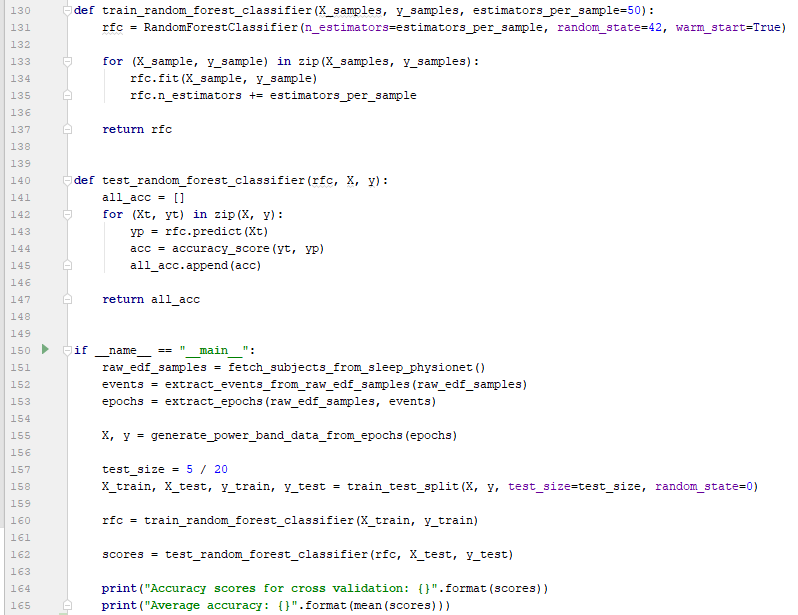 130 def train_random_forest_classifier(X_samples, y_samples, estimators_per_sample=50):
131     rfc = RandomForestClassifier(n_estimators=estimators_per_sample, random_state=42, warm_start=True)
132
133     for (X_sample, y_sample) in zip(X_samples, y_samples):
134         rfc.fit(X_sample, y_sample)
135         rfc.n_estimators += estimators_per_sample
136
137     return rfc
138
139
140 def test_random_forest_classifier(rfc, X, y):
141     all_acc = []
142     for (Xt, yt) in zip(X, y):
143         yp = rfc.predict(Xt)
144         acc = accuracy_score(yt, yp)
145         all_acc.append(acc)
146
147     return all_acc
148
149
150 if __name__ == "__main__":
151     raw_edf_samples = fetch_subjects_from_sleep_physionet()
152     events = extract_events_from_raw_edf_samples(raw_edf_samples)
153     epochs = extract_epochs(raw_edf_samples, events)
154
155     X, y = generate_power_band_data_from_epochs(epochs)
156
157     test_size = 5 / 20
158     X_train, X_test, y_train, y_test = train_test_split(X, y, test_size=test_size, random_state=0)
159
160     rfc = train_random_forest_classifier(X_train, y_train)
161
162     scores = test_random_forest_classifier(rfc, X_test, y_test)
163
164     print("Accuracy scores for cross validation: {}".format(scores))
165     print("Average accuracy: {}".format(mean(scores)))